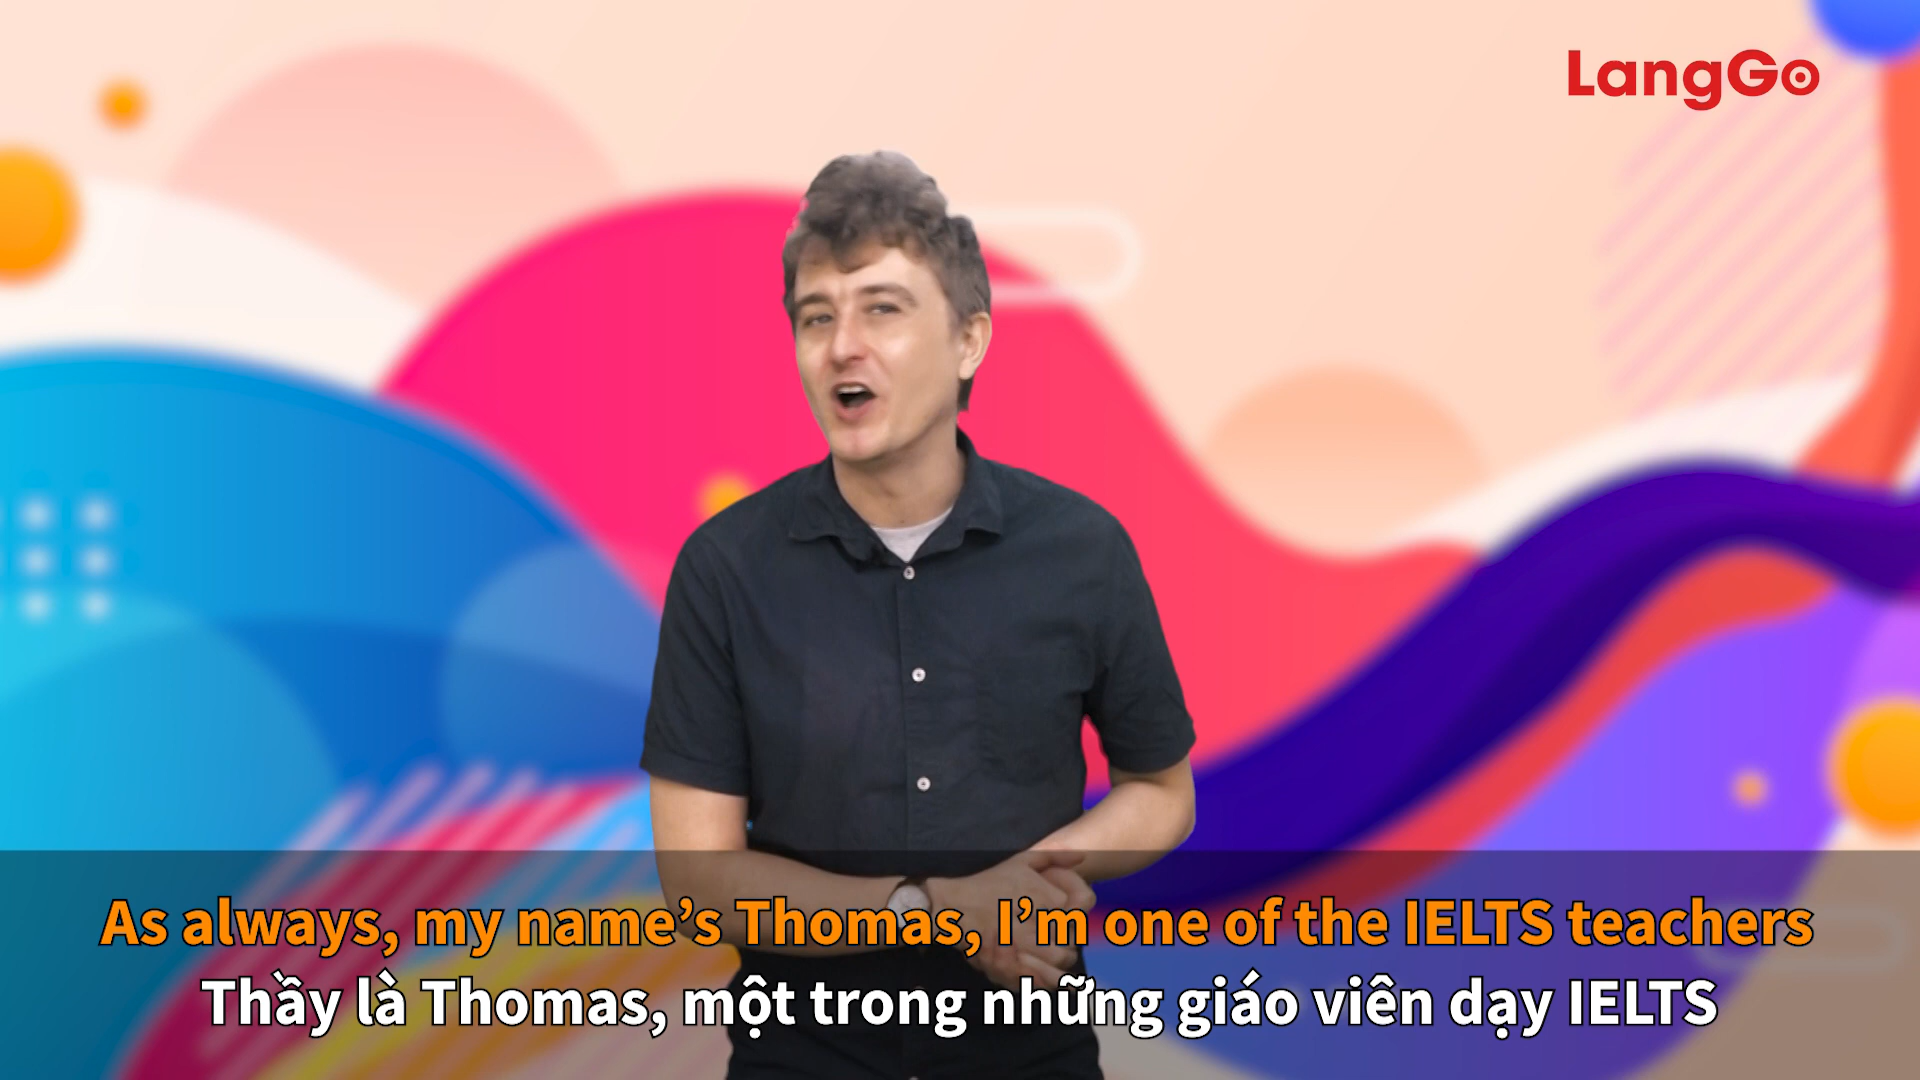 LangGo
As always, my name’s Thomas, I’m one of the IELTS teachers
Thầy là Thomas, một trong những giáo viên dạy IELTS